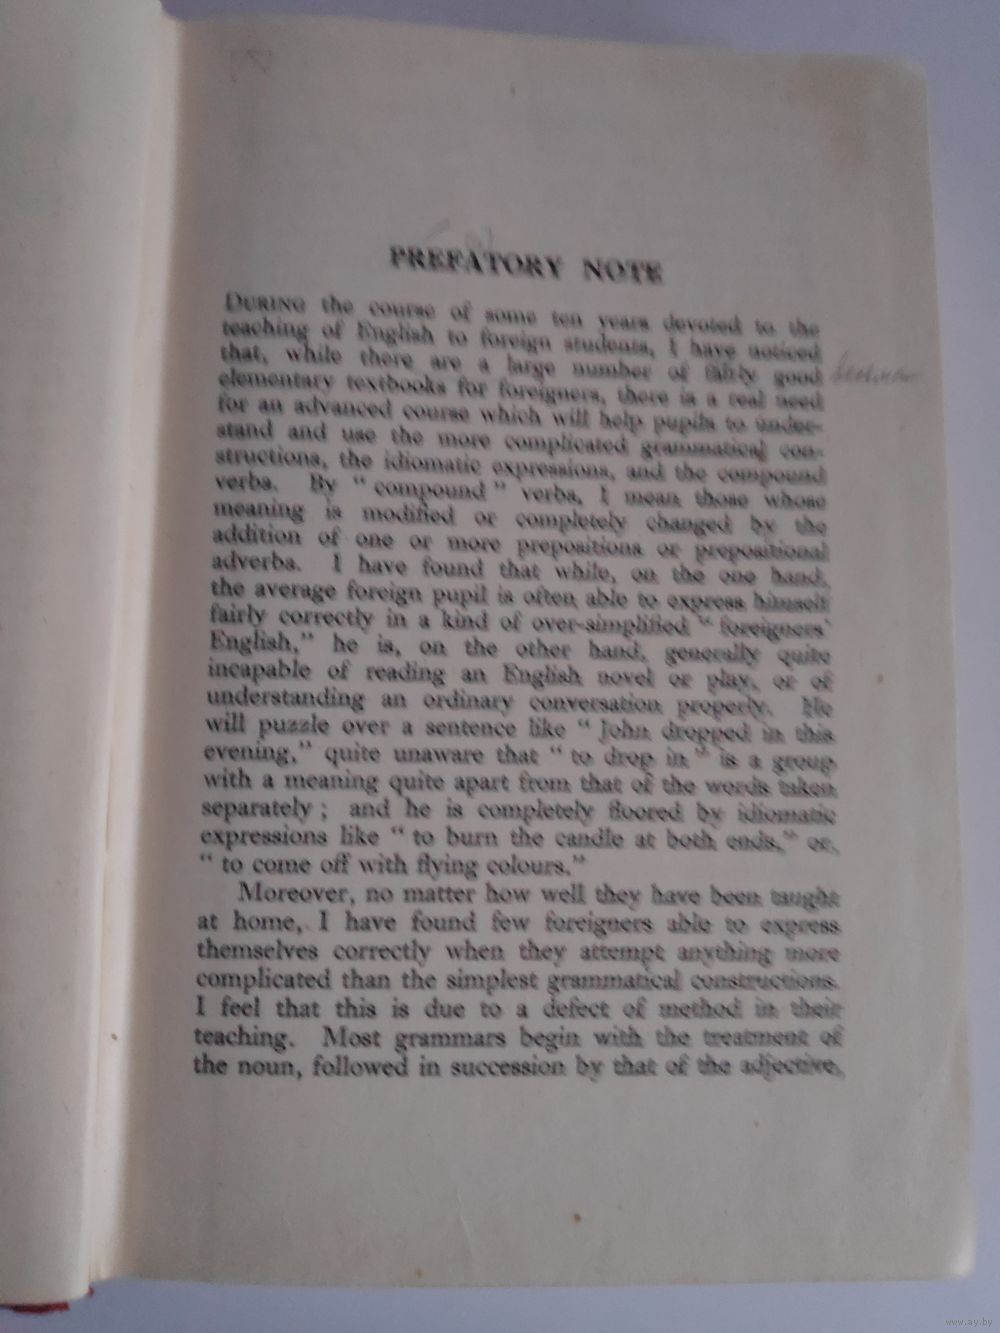 PREFATORY NOTE
DURING the course of some ten years devoted to the
teaching of English to foreign students, I have noticed
that, while there are a large number of fairly good
elementary textbooks for foreigners, there is a real need
for an advanced course which will help pupils to under-
stand and use the more complicated grammatical con-
structions, the idiomatic expressions, and the compound
verbs. By “ compound ” verbs, I mean those whose
meaning is modified or completely changed by the
addition of one or more prepositions or prepositional
adverbs. I have found that while, on the one hand,
the average foreign pupil is often able to express himself
fairly correctly in a kind of over-simplified “ foreigners’
English,” he is, on the other hand, generally quite
incapable of reading an English novel or play, or of
understanding an ordinary conversation properly. He
will puzzle over a sentence like “ John dropped in this
evening,” quite unaware that “ to drop in ” is a group
with a meaning quite apart from that of the words taken
separately ; and he is completely floored by idiomatic
expressions like “ to burn the candle at both ends,” or,
“ to come off with flying colours.”
Moreover, no matter how well they have been taught
at home, I have found few foreigners able to express
themselves correctly when they attempt anything more
complicated than the simplest grammatical constructions.
I feel that this is due to a defect of method in their
teaching. Most grammars begin with the treatment of
the noun, followed in succession by that of the adjective,
www.ay.by